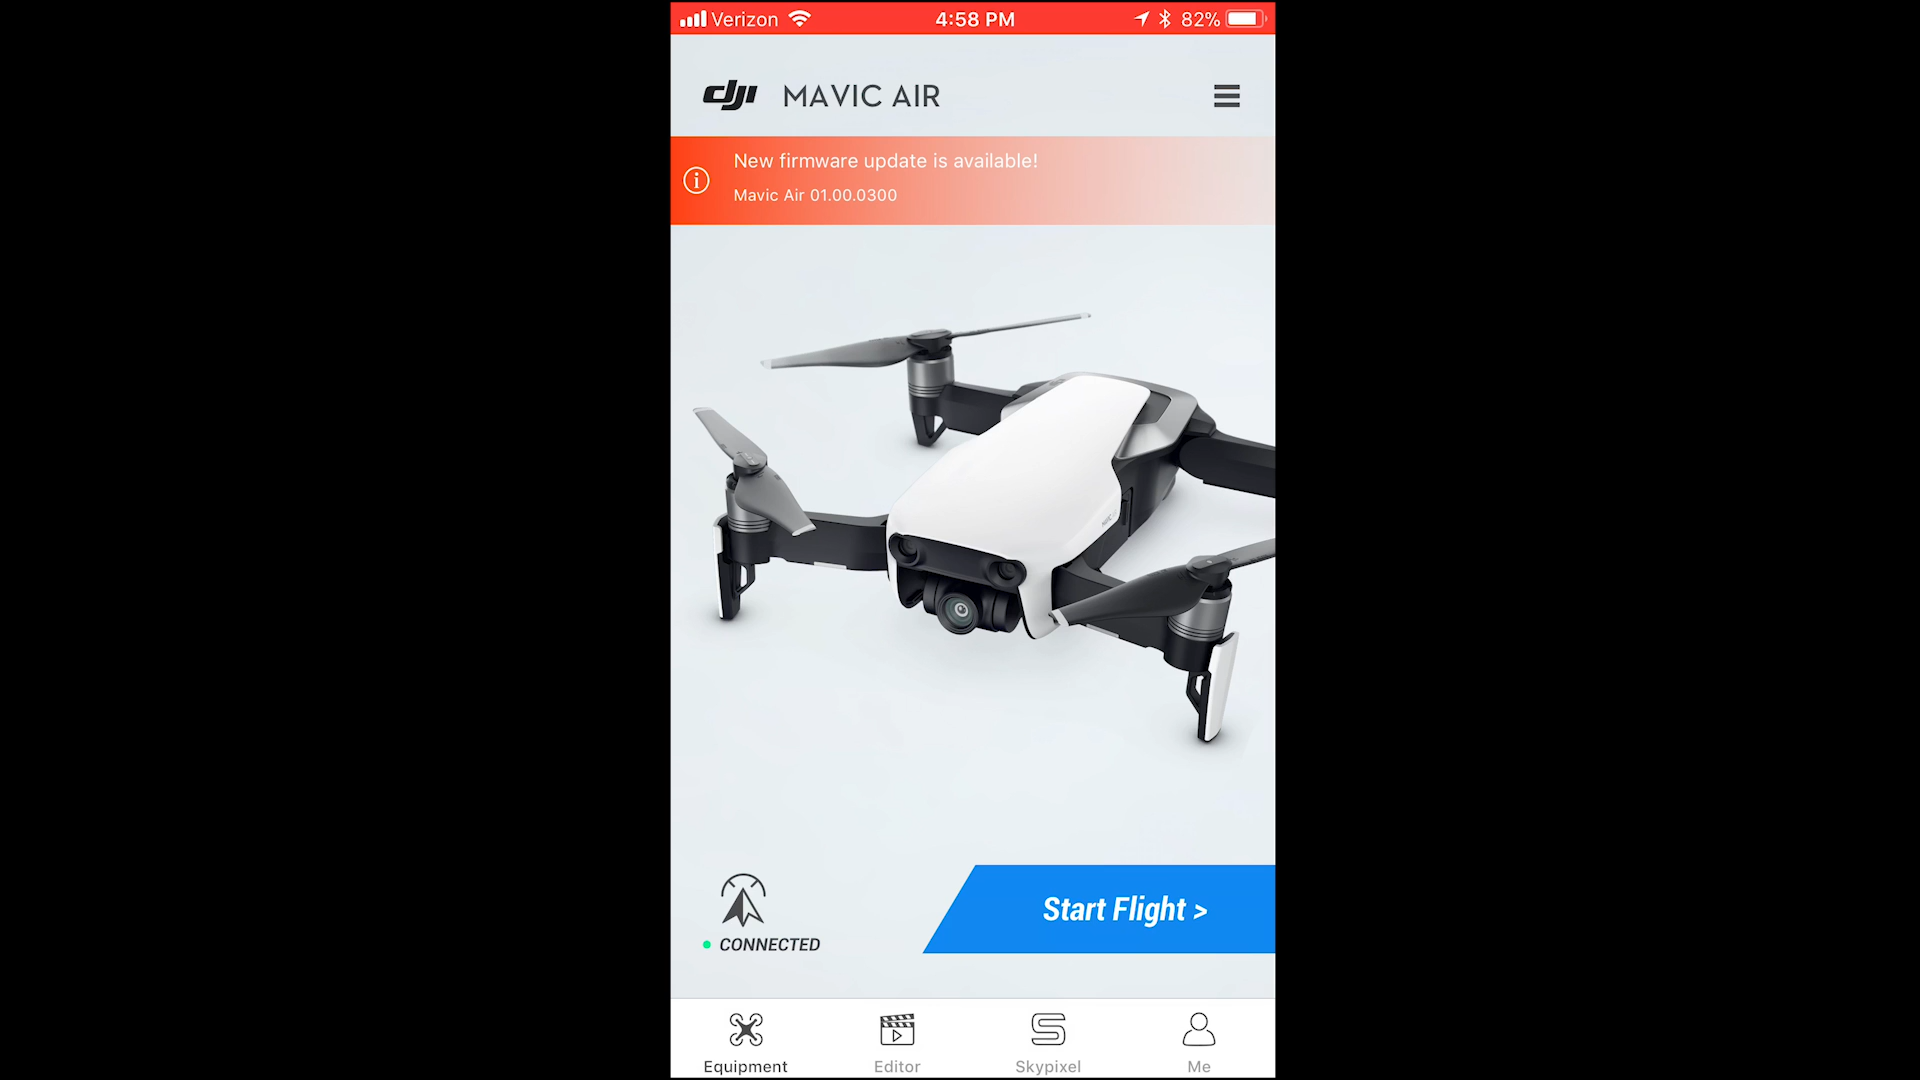 Verizon 4:58 PM 82%
dji MAVIC AIR
New firmware update is available!
Mavic Air 01.00.0300
Start Flight >
CONNECTED
Equipment Editor Skypixel Me